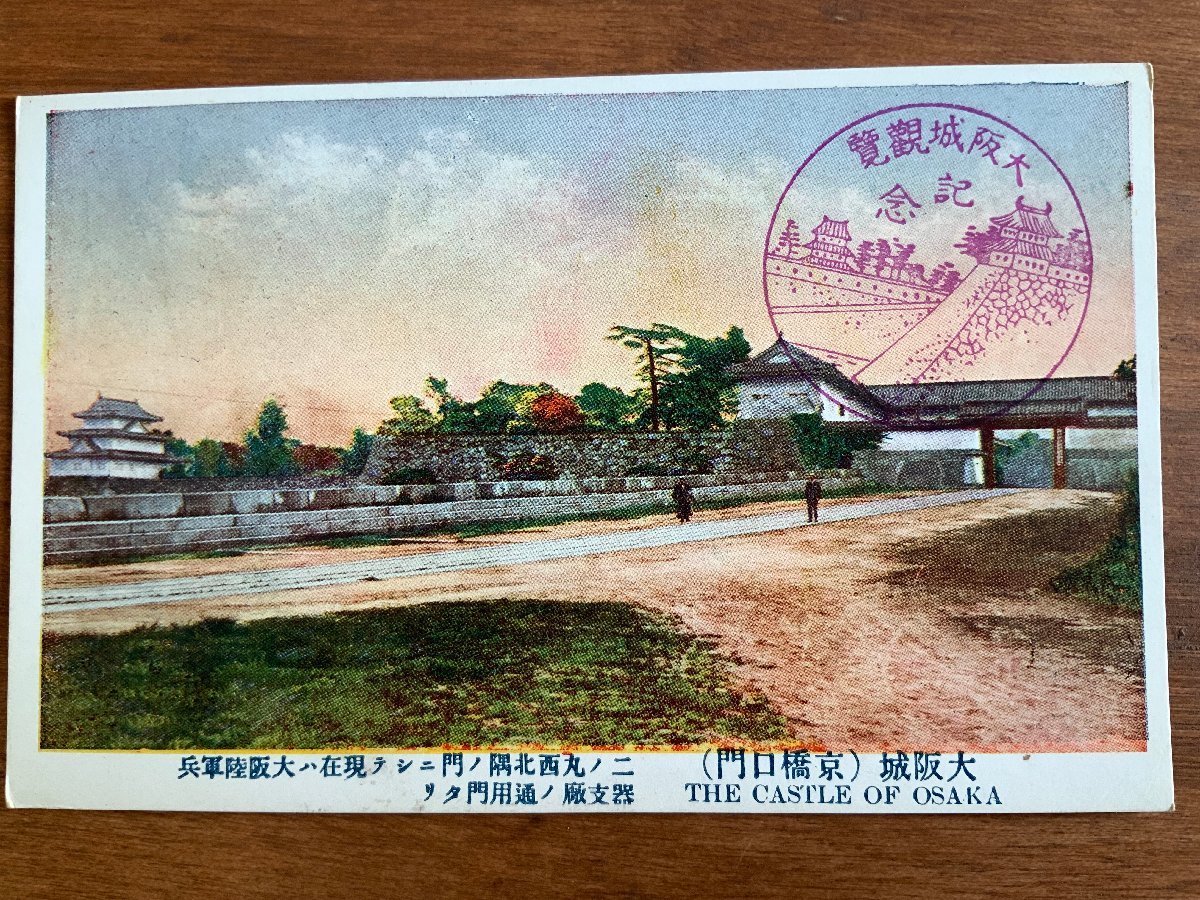 大阪城觀覽
記念
大阪城（京橋口門）
THE CASTLE OF OSAKA
二ノ丸西北隅ノ門ニシテ現在ハ大阪陸軍兵
器支廠ノ通用門タリ